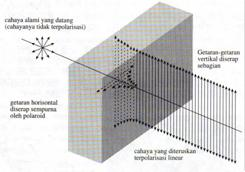 cahaya alami yang datang
(cahayanya tidak terpolarisasi)
Getaran-getaran
vertikal diserap
sebagian
getaran horisontal
diserap sempurna
oleh polaroid
cahaya yang diteruskan
terpolarisasi linear